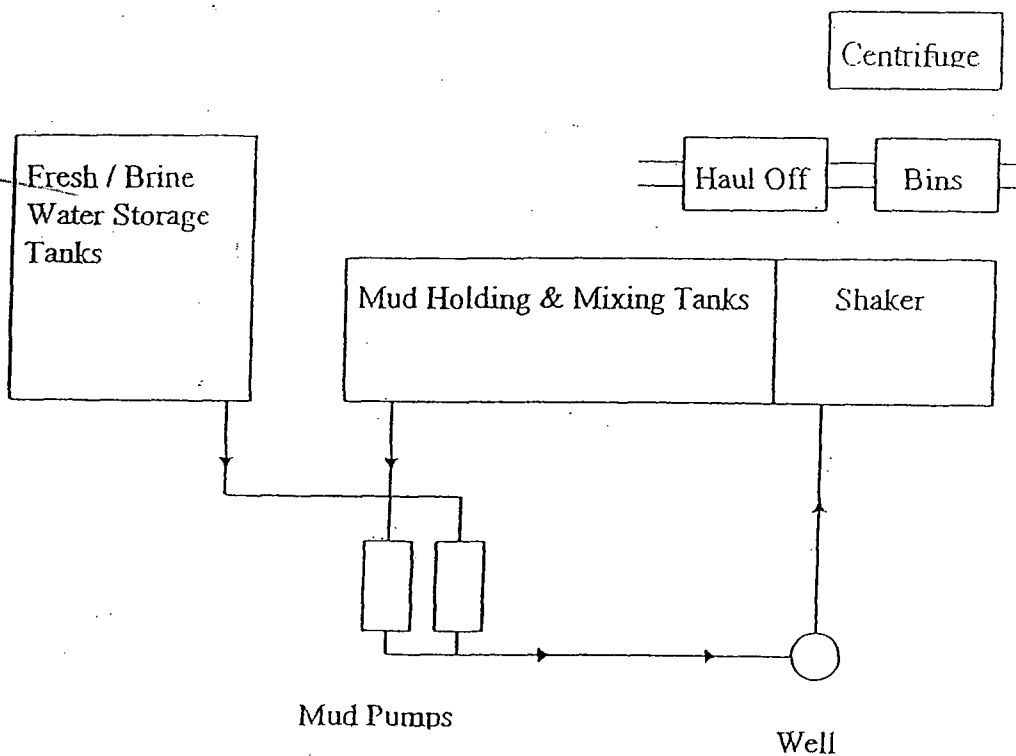 Centrifuge
Fresh / Brine
Water Storage
Tanks
Haul Off
Bins
Mud Holding & Mixing Tanks
Shaker
Mud Pumps
Well